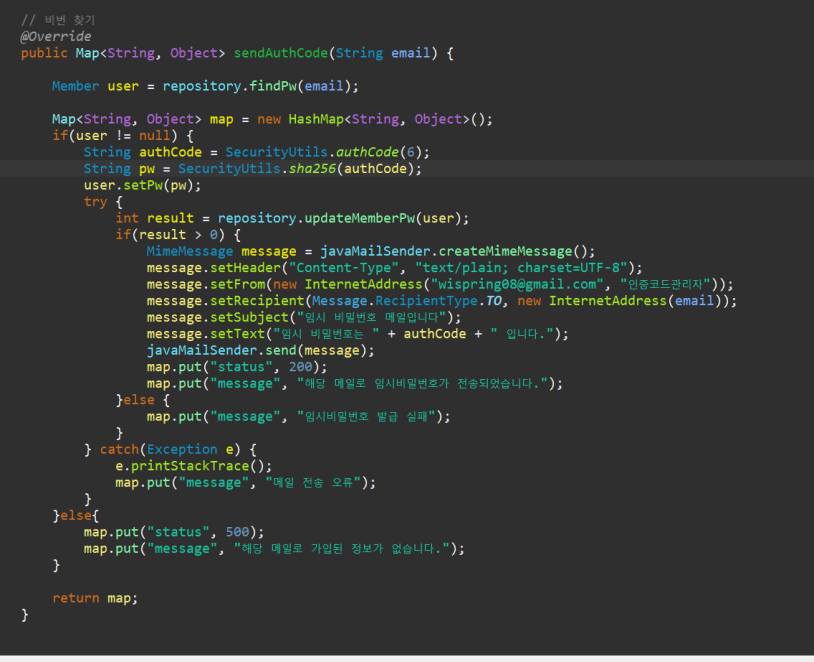 // 비번 찾기
@Override
public Map<String, Object> sendAuthCode(String email) {
Member user = repository.findPw(email);
Map<String, Object> map = new HashMap<String, Object>();
if(user != null) {
String authCode = SecurityUtils.authCode(6);
String pw = SecurityUtils.sha256(authCode);
user.setPw(pw);
try {
int result = repository.updateMemberPw(user);
if(result > 0) {
MimeMessage message = javaMailSender.createMimeMessage();
message.setHeader("Content-Type", "text/plain; charset=UTF-8");
message.setFrom(new InternetAddress("wispring08@gmail.com", "인증코드관리자"));
message.setRecipient(Message.RecipientType.TO, new InternetAddress(email));
message.setSubject("임시 비밀번호 메일입니다");
message.setText("임시 비밀번호는 " + authCode + " 입니다.");
javaMailSender.send(message);
map.put("status", 200);
map.put("message", "해당 메일로 임시비밀번호가 전송되었습니다.");
}else {
map.put("message", "임시비밀번호 발급 실패");
}
} catch(Exception e) {
e.printStackTrace();
map.put("message", "메일 전송 오류");
}
}else{
map.put("status", 500);
map.put("message", "해당 메일로 가입된 정보가 없습니다.");
}
return map;
}